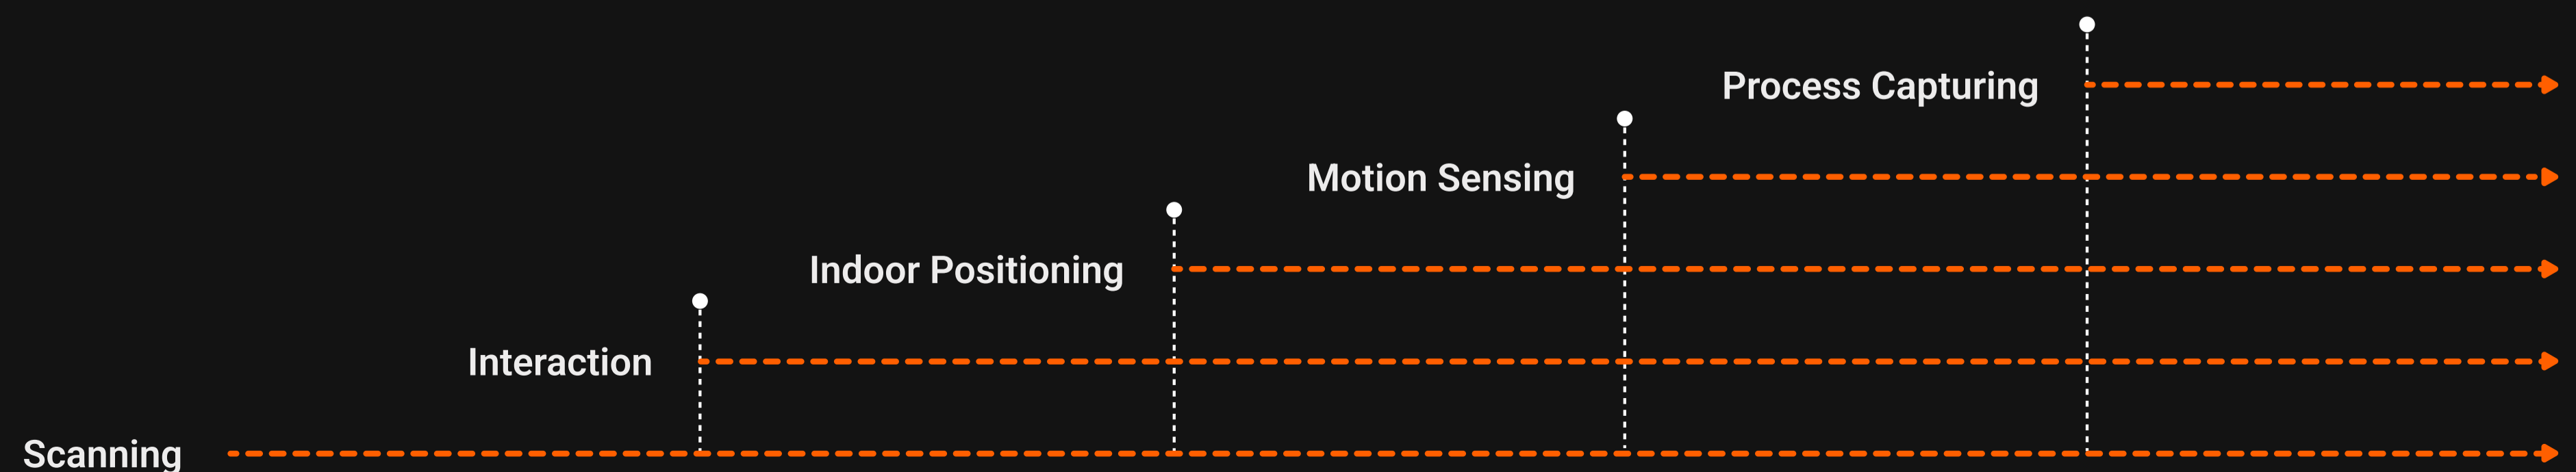 Process Capturing
Motion Sensing
Indoor Positioning
Interaction
Scanning